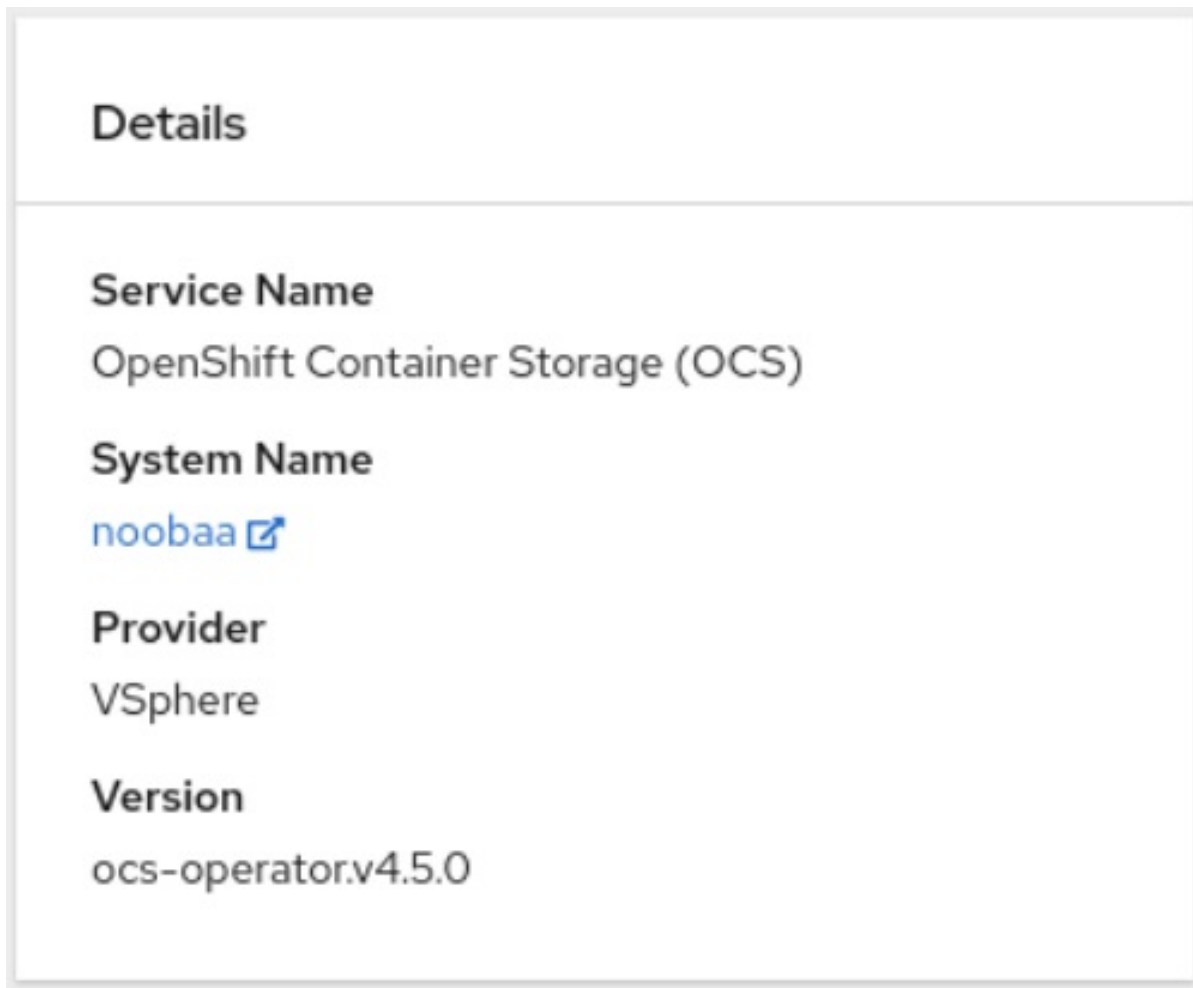 Details
Service Name
OpenShift Container Storage (OCS)
System Name
noobaa
Provider
VSphere
Version
ocs-operator.v4.5.0